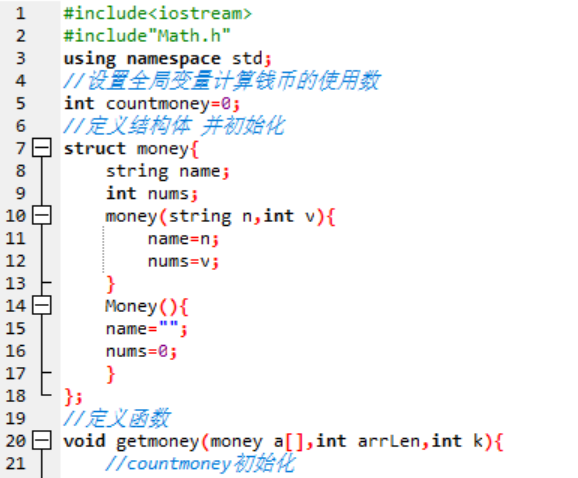 1 #include<iostream>
2 #include"Math.h"
3 using namespace std;
4 //设置全局变量计算钱币的使用数
5 int countmoney=0;
6 //定义结构体 并初始化
7 struct money{
8 string name;
9 int nums;
10 money(string n,int v){
11 name=n;
12 nums=v;
13 }
14 Money(){
15 name="";
16 nums=0;
17 }
18 };
19 //定义函数
20 void getmoney(money a[],int arrLen,int k){
21 //countmoney初始化